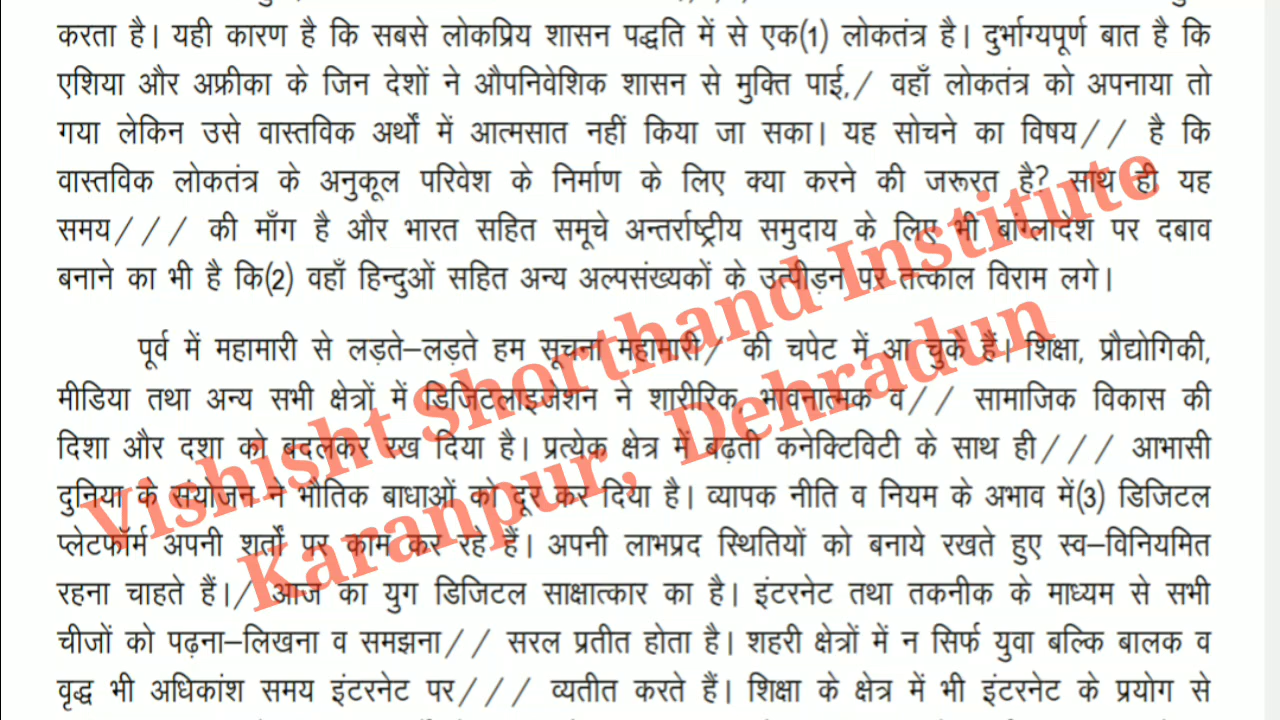 करता है। यही कारण है कि सबसे लोकप्रिय शासन पद्धति में से एक(1) लोकतंत्र है। दुर्भाग्यपूर्ण बात है कि
एशिया और अफ्रीका के जिन देशों ने औपनिवेशिक शासन से मुक्ति पाई,/ वहाँ लोकतंत्र को अपनाया तो
गया लेकिन उसे वास्तविक अर्थों में आत्मसात नहीं किया जा सका। यह सोचने का विषय// है कि
वास्तविक लोकतंत्र के अनुकूल परिवेश के निर्माण के लिए क्या करने की जरूरत है? साथ ही यह
समय/// की माँग है और भारत सहित समूचे अन्तर्राष्ट्रीय समुदाय के लिए भी बांग्लादेश पर दबाव
बनाने का भी है कि(2) वहाँ हिन्दुओं सहित अन्य अल्पसंख्यकों के उत्पीड़न पर तत्काल विराम लगे।
पूर्व में महामारी से लड़ते–लड़ते हम सूचना महामारी/ की चपेट में आ चुके हैं। शिक्षा, प्रौद्योगिकी,
मीडिया तथा अन्य सभी क्षेत्रों में डिजिटलाइजेशन ने शारीरिक, भावनात्मक व// सामाजिक विकास की
दिशा और दशा को बदलकर रख दिया है। प्रत्येक क्षेत्र में बढ़ती कनेक्टिविटी के साथ ही/// आभासी
दुनिया के संयोजन ने भौतिक बाधाओं को दूर कर दिया है। व्यापक नीति व नियम के अभाव में(3) डिजिटल
प्लेटफॉर्म अपनी शर्तों पर काम कर रहे हैं। अपनी लाभप्रद स्थितियों को बनाये रखते हुए स्व–विनियमित
रहना चाहते हैं।/ आज का युग डिजिटल साक्षात्कार का है। इंटरनेट तथा तकनीक के माध्यम से सभी
चीजों को पढ़ना–लिखना व समझना// सरल प्रतीत होता है। शहरी क्षेत्रों में न सिर्फ युवा बल्कि बालक व
वृद्ध भी अधिकांश समय इंटरनेट पर/// व्यतीत करते हैं। शिक्षा के क्षेत्र में भी इंटरनेट के प्रयोग से
Vishisht Shorthand Institute
Karanpur, Dehradun